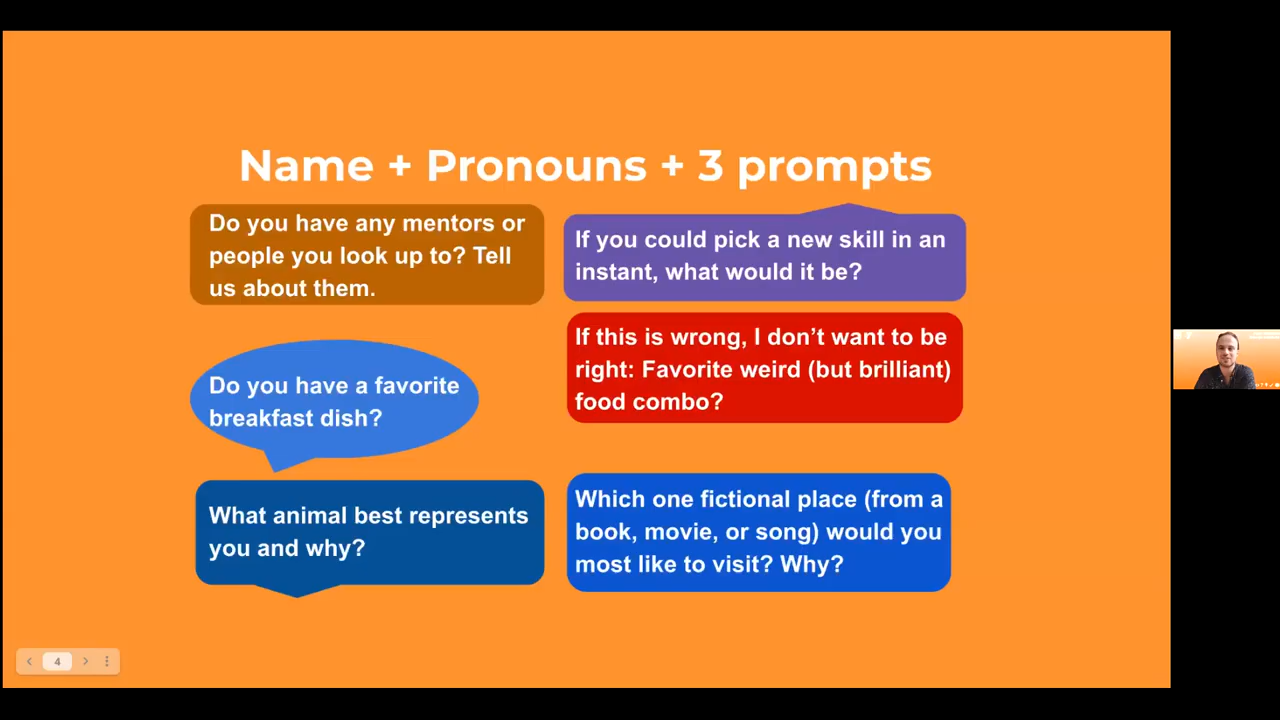 Name + Pronouns + 3 prompts
Do you have any mentors or
people you look up to? Tell
us about them.
If you could pick a new skill in an
instant, what would it be?
If this is wrong, I don’t want to be
right: Favorite weird (but brilliant)
food combo?
Do you have a favorite
breakfast dish?
What animal best represents
you and why?
Which one fictional place (from a
book, movie, or song) would you
most like to visit? Why?
4